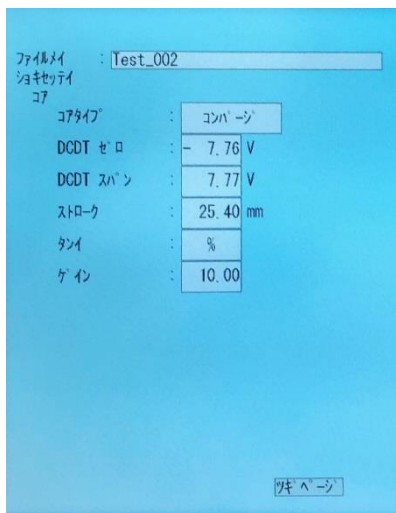 ファイルメイ : Test_002
ショキセッテイ
コア
コアタイプ : コンバージ
DCDT ゼロ : - 7.76 V
DCDT スパン : 7.77 V
ストローク : 25.40 mm
タンイ : %
ゲイン : 10.00
ツギページ